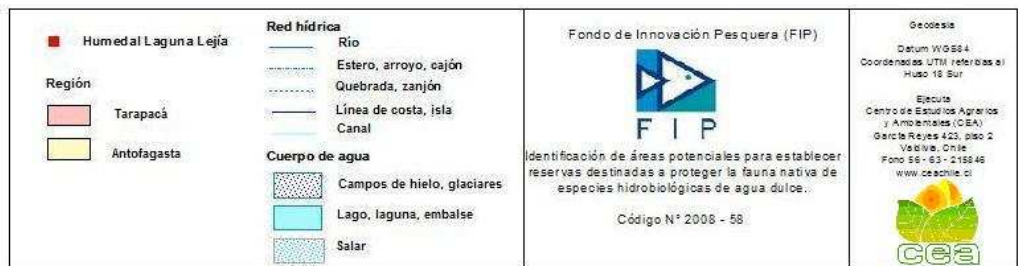 Humedal Laguna Lejía
Región
Tarapacá
Antofagasta
Red hídrica
Río
Estero, arroyo, cajón
Quebrada, zanjón
Línea de costa, isla
Canal
Cuerpo de agua
Campos de hielo, glaciares
Lago, laguna, embalse
Salar
Fondo de Innovación Pesquera (FIP)
FIP
Identificación de áreas potenciales para establecer
reservas destinadas a proteger la fauna nativa de
especies hidrobiológicas de agua dulce.
Código N° 2008 - 58
Geodesia
Datum WGS84
Coordenadas UTM referidas al
Huso 18 Sur
Ejecuta
Centro de Estudios Agrarios
y Ambientales (CEA)
García Reyes 423, piso 2
Valdivia, Chile
Fono 56 - 63 - 215846
www.ceachile.cl
cea